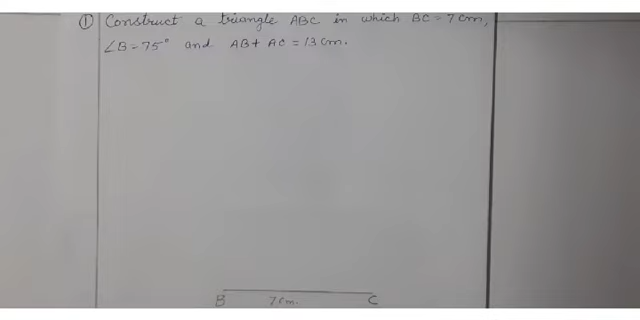 ① Construct a triangle ABC in which BC = 7 cm,
∠B = 75° and AB + AC = 13 cm.
B 7 cm. C